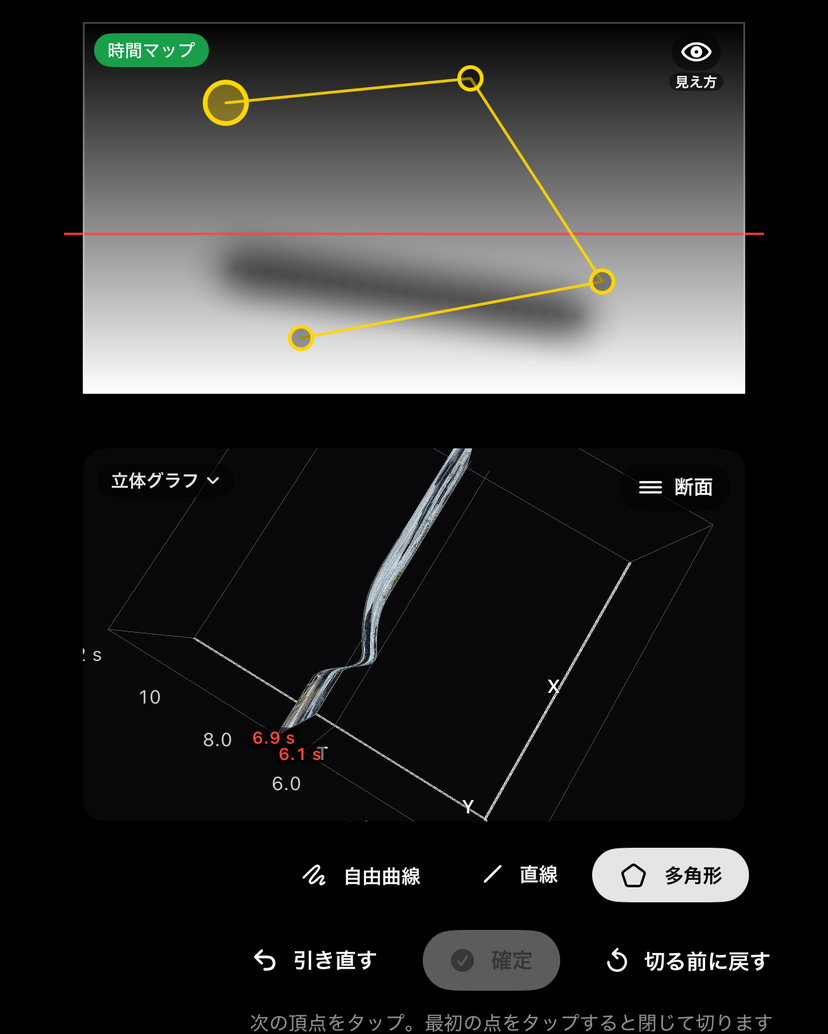 時間マップ
見え方
立体グラフ
断面
2 s
10
8.0
6.9 s
6.1 s
T
6.0
X
Y
自由曲線
直線
多角形
引き直す
確定
切る前に戻す
次の頂点をタップ。最初の点をタップすると閉じて切ります